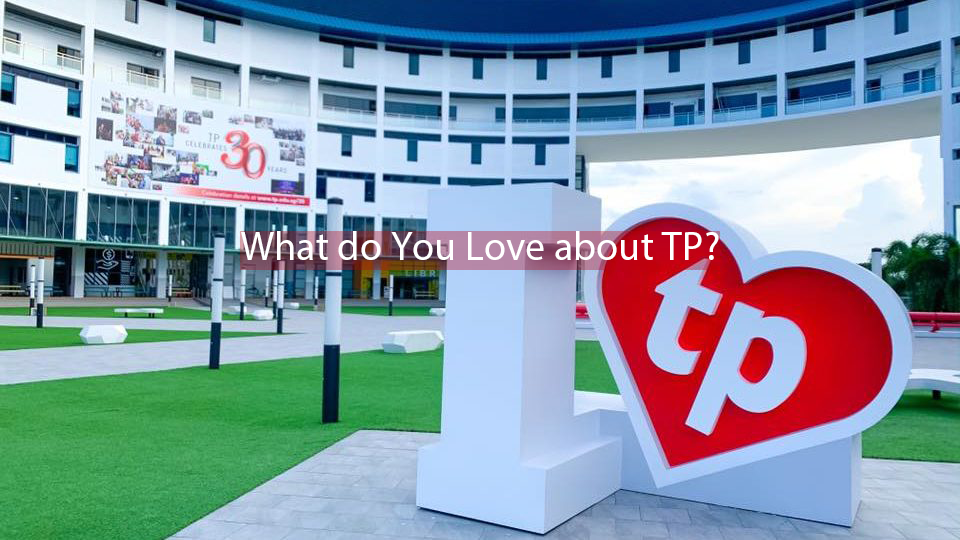 TP
CELEBRATES
30
YEARS
Celebration details at www.tp.edu.sg/30
What do You Love about TP?
LIBR
I
tp